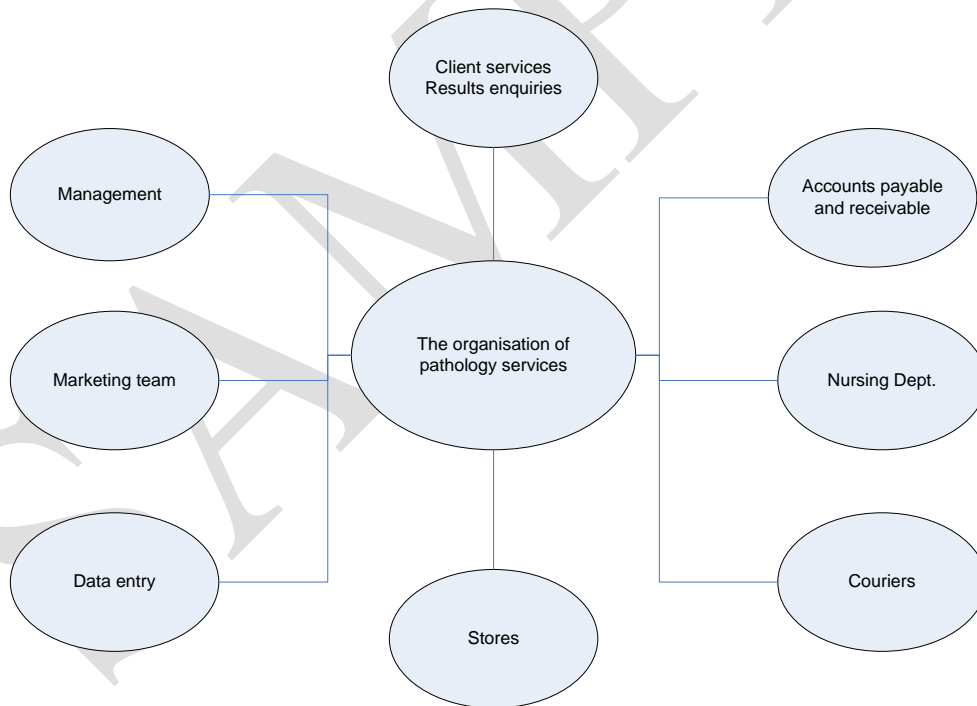 Client services
Results enquiries
Management
Accounts payable
and receivable
The organisation of
pathology services
Marketing team
Nursing Dept.
Data entry
Couriers
Stores
SAMP